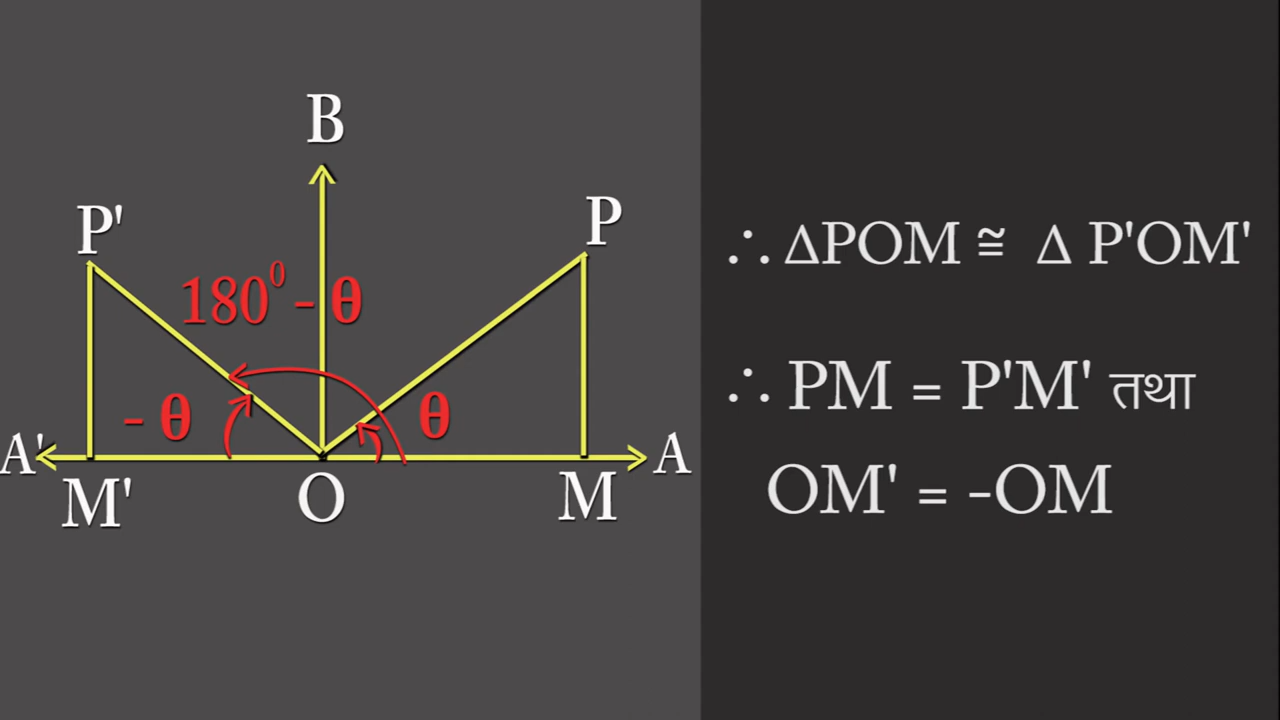 B
P'
P
180⁰ - θ
- θ
θ
A'
A
M'
O
M
∴ ΔPOM ≅ Δ P'OM'
∴ PM = P'M' तथा
OM' = -OM